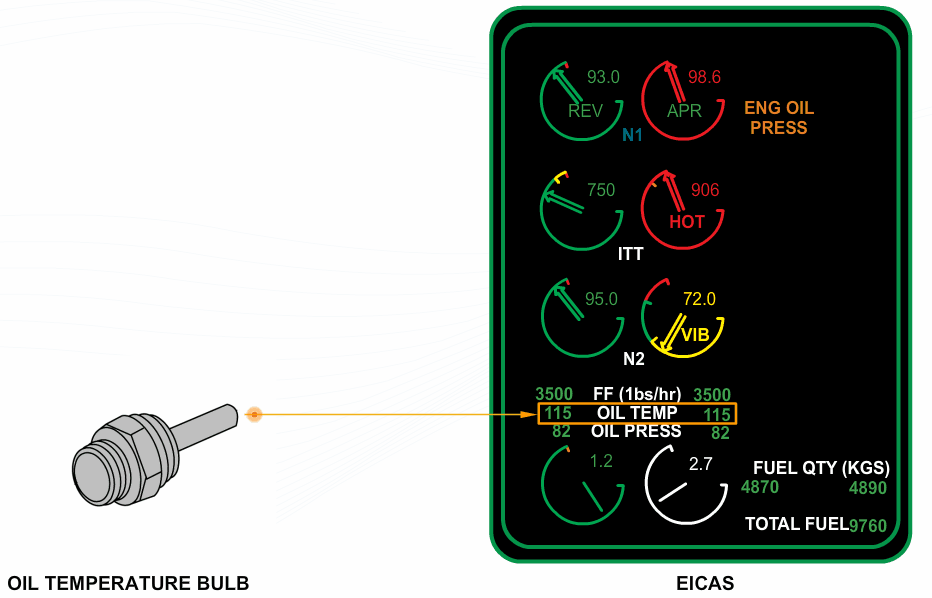 93.0 98.6
REV APR
ENG OIL
PRESS
N1
750 906
HOT
ITT
95.0 72.0
VIB
N2
3500 FF (1bs/hr) 3500
115 OIL TEMP 115
82 OIL PRESS 82
1.2 2.7
FUEL QTY (KGS)
4870 4890
TOTAL FUEL 9760
OIL TEMPERATURE BULB
EICAS